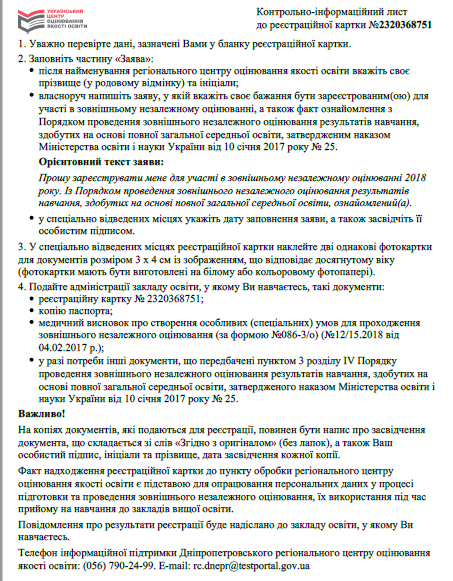 УКРАЇНСЬКИЙ
ЦЕНТР
ОЦІНЮВАННЯ
ЯКОСТІ ОСВІТИ
Контрольно-інформаційний лист
до реєстраційної картки №2320368751
1. Уважно перевірте дані, зазначені Вами у бланку реєстраційної картки.
2. Заповніть частину «Заява»:
• після найменування регіонального центру оцінювання якості освіти вкажіть своє
прізвище (у родовому відмінку) та ініціали;
• власноруч напишіть заяву, у якій вкажіть своє бажання бути зареєстрованим(ою) для
участі в зовнішньому незалежному оцінюванні, а також факт ознайомлення з
Порядком проведення зовнішнього незалежного оцінювання результатів навчання,
здобутих на основі повної загальної середньої освіти, затвердженим наказом
Міністерства освіти і науки України від 10 січня 2017 року № 25.
Орієнтовний текст заяви:
Прошу зареєструвати мене для участі в зовнішньому незалежному оцінюванні 2018
року. Із Порядком проведення зовнішнього незалежного оцінювання результатів
навчання, здобутих на основі повної загальної середньої освіти, ознайомлений(а).
• у спеціально відведених місцях укажіть дату заповнення заяви, а також засвідчіть її
особистим підписом.
3. У спеціально відведених місцях реєстраційної картки наклейте дві однакові фотокартки
для документів розміром 3 х 4 см із зображенням, що відповідає досягнутому віку
(фотокартки мають бути виготовлені на білому або кольоровому фотопапері).
4. Подайте адміністрації закладу освіти, у якому Ви навчаєтесь, такі документи:
• реєстраційну картку № 2320368751;
• копію паспорта;
• медичний висновок про створення особливих (спеціальних) умов для проходження
зовнішнього незалежного оцінювання (за формою №086-3/о) (№12/15.2018 від
04.02.2017 р.);
• у разі потреби інші документи, що передбачені пунктом 3 розділу IV Порядку
проведення зовнішнього незалежного оцінювання результатів навчання, здобутих на
основі повної загальної середньої освіти, затвердженого наказом Міністерства освіти і
науки України від 10 січня 2017 року № 25.
Важливо!
На копіях документів, які подаються для реєстрації, повинен бути напис про засвідчення
документа, що складається зі слів «Згідно з оригіналом» (без лапок), а також Ваш
особистий підпис, ініціали та прізвище, дата засвідчення кожної копії.
Факт надходження реєстраційної картки до пункту обробки регіонального центру
оцінювання якості освіти є підставою для опрацювання персональних даних у процесі
підготовки та проведення зовнішнього незалежного оцінювання, їх використання під час
прийому на навчання до закладів вищої освіти.
Повідомлення про результати реєстрації буде надіслано до закладу освіти, у якому Ви
навчаєтесь.
Телефон інформаційної підтримки Дніпропетровського регіонального центру оцінювання
якості освіти: (056) 790-24-99. E-mail: rc.dnepr@testportal.gov.ua